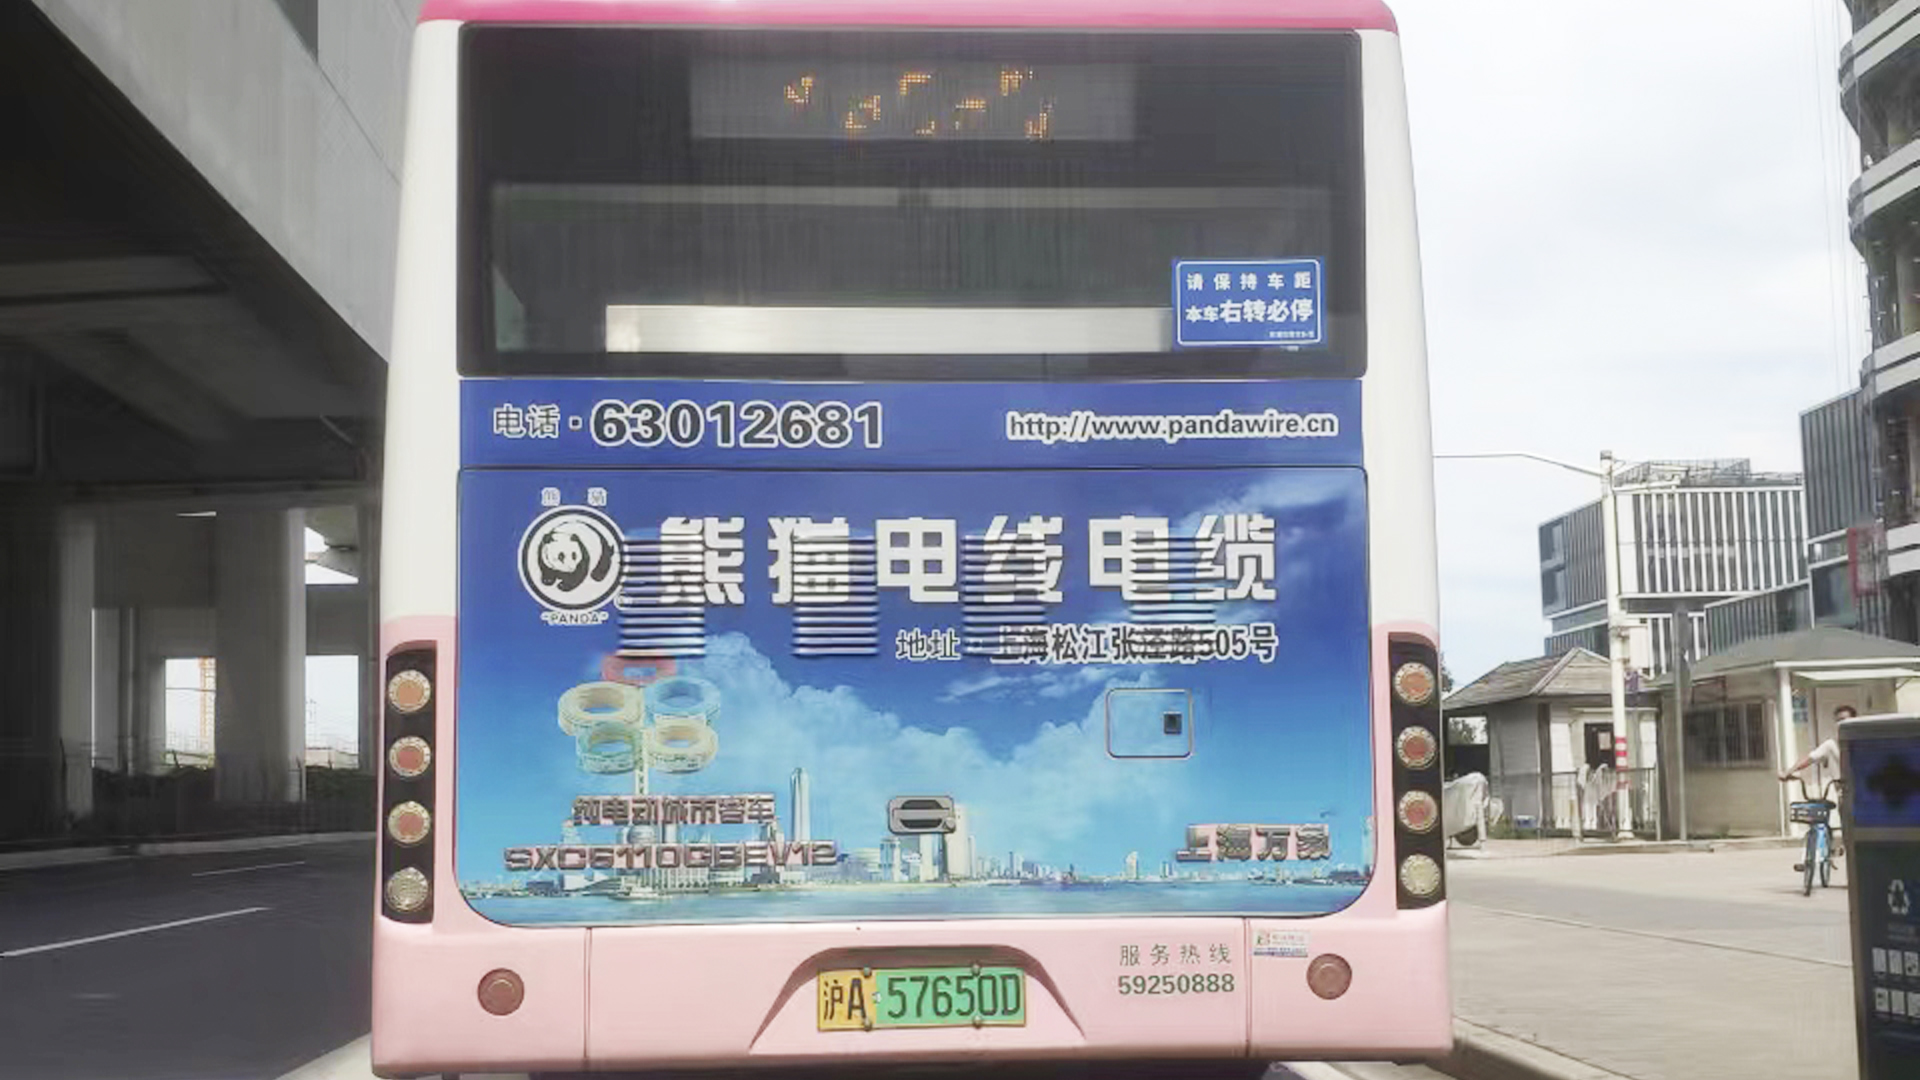 请保持车距
本车右转必停
电话·63012681
http://www.pandawire.cn
熊猫
"PANDA"
熊猫电线电缆
地址：上海松江张泾路505号
纯电动城市客车
SXC6110GBEV12
上海万象
服务热线
59250888
沪A 57650D